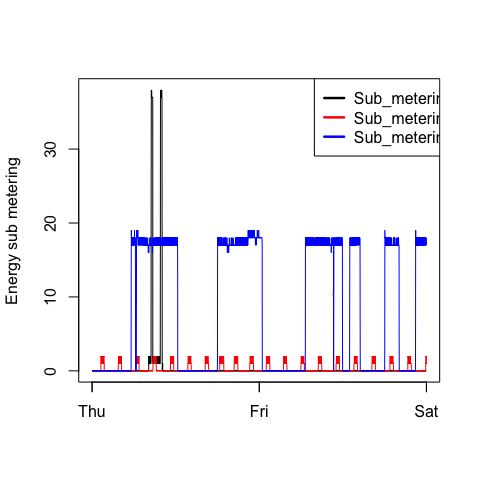 Sub_meterin
Sub_meterin
Sub_meterin
Energy sub metering
30
20
10
0
Thu Fri Sat